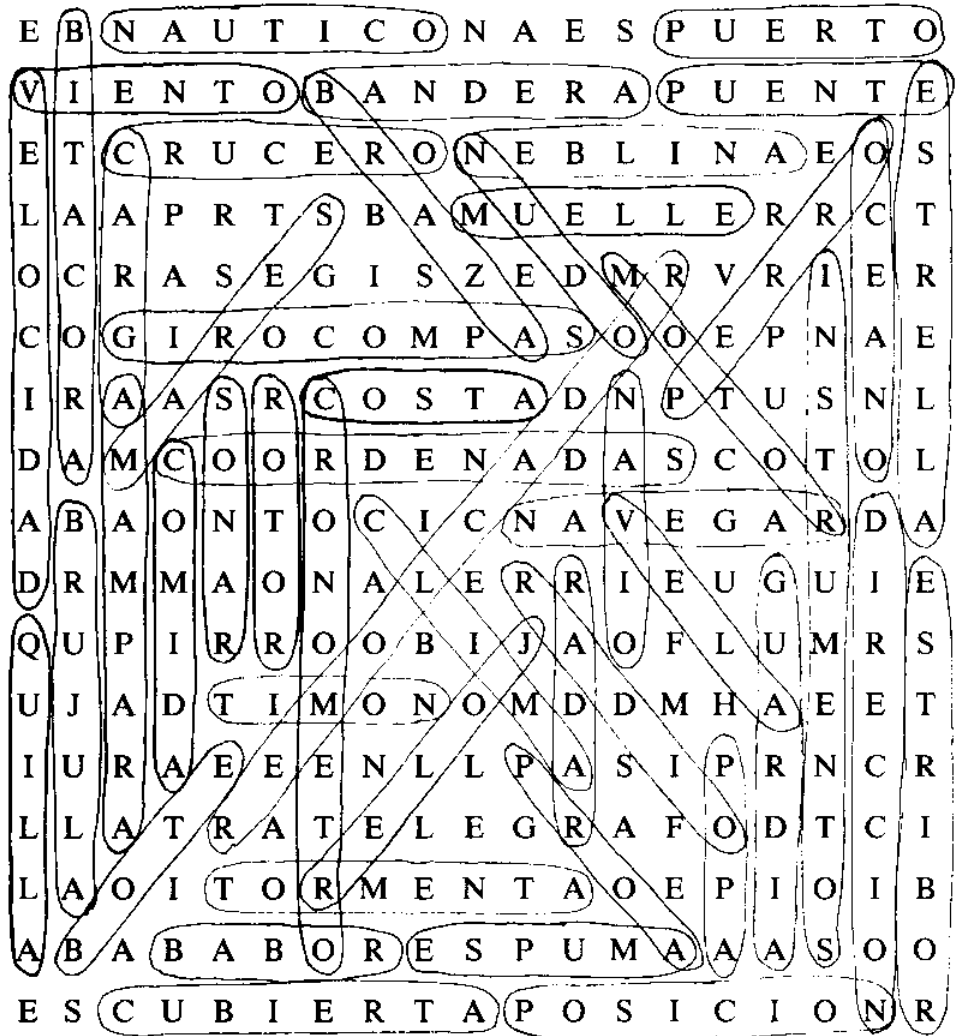 E B N A U T I C O N A E S P U E R T O
V I E N T O B A N D E R A P U E N T E
E T C R U C E R O N E B L I N A E O S
L A A P R T S B A M U E L L E R R C T
O C R A S E G I S Z E D M R V R I E R
C O G I R O C O M P A S O O E P N A E
I R A A S R C O S T A D N P T U S N L
D A M C O O R D E N A D A S C O T O L
A B A O N T O C I C N A V E G A R D A
D R M M A O N A L E R R I E U G U I E
Q U P I R R O O B I J A O F L U M R S
U J A D T I M O N O M D D M H A E E T
I U R A E E E N L L P A S I P R N C R
L L A T R A T E L E G R A F O D T C I
L A O I T O R M E N T A O E P I O I B
A B A B A B O R E S P U M A A A S O O
E S C U B I E R T A P O S I C I O N R